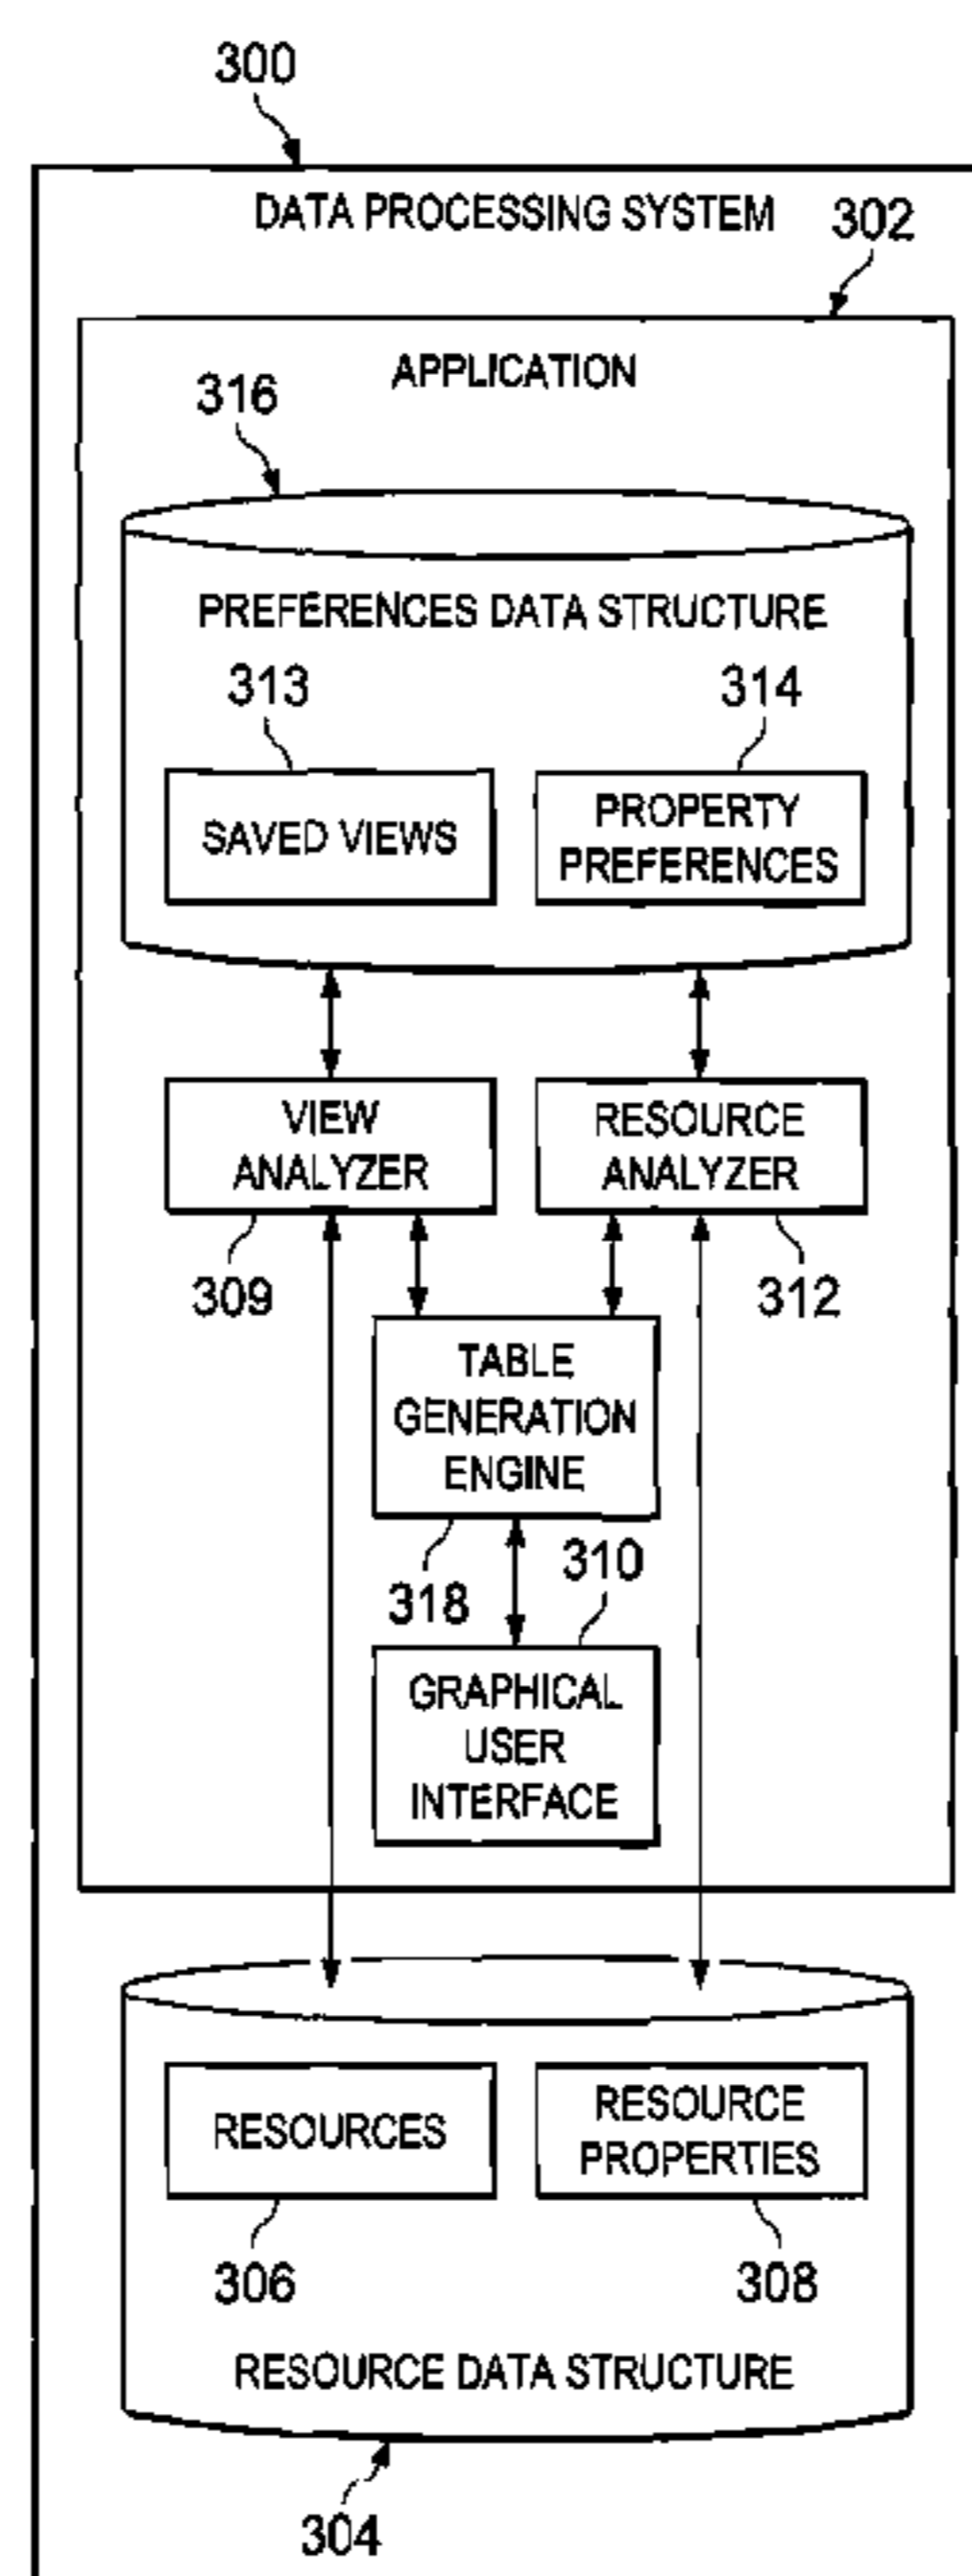 300
DATA PROCESSING SYSTEM
302
APPLICATION
316
PREFERENCES DATA STRUCTURE
313
314
SAVED VIEWS
PROPERTY
PREFERENCES
VIEW
ANALYZER
RESOURCE
ANALYZER
309
312
TABLE
GENERATION
ENGINE
318
310
GRAPHICAL
USER
INTERFACE
RESOURCES
RESOURCE
PROPERTIES
306
308
RESOURCE DATA STRUCTURE
304